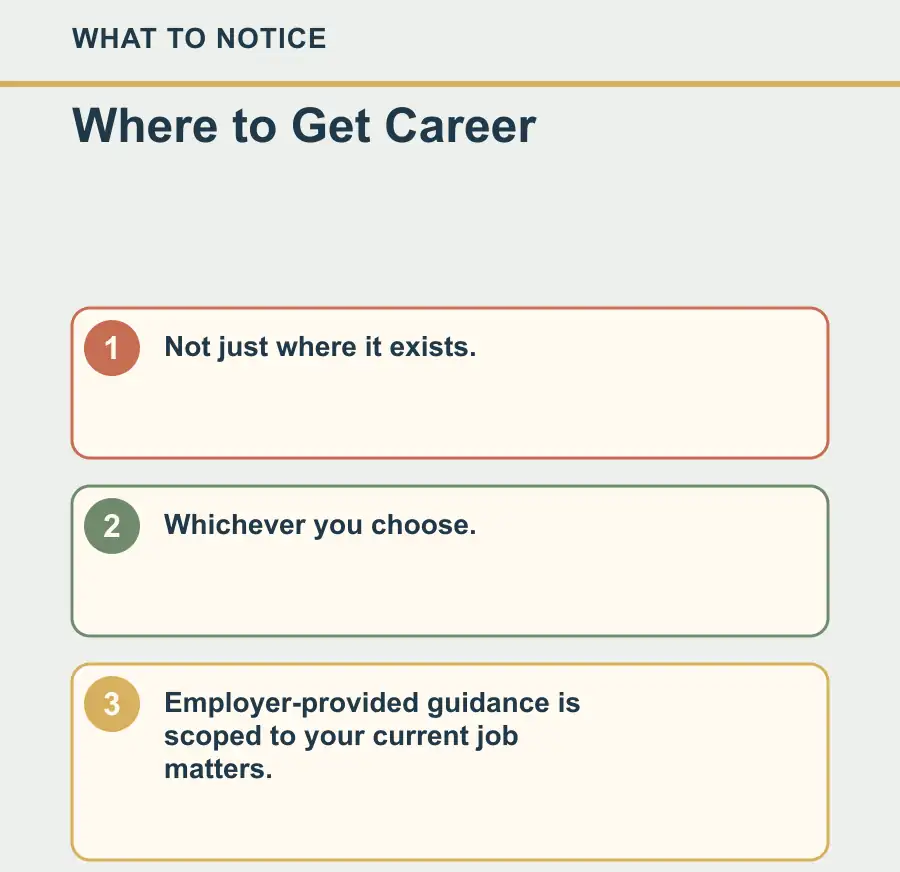 WHAT TO NOTICE
Where to Get Career
1
Not just where it exists.
2
Whichever you choose.
3
Employer-provided guidance is
scoped to your current job
matters.